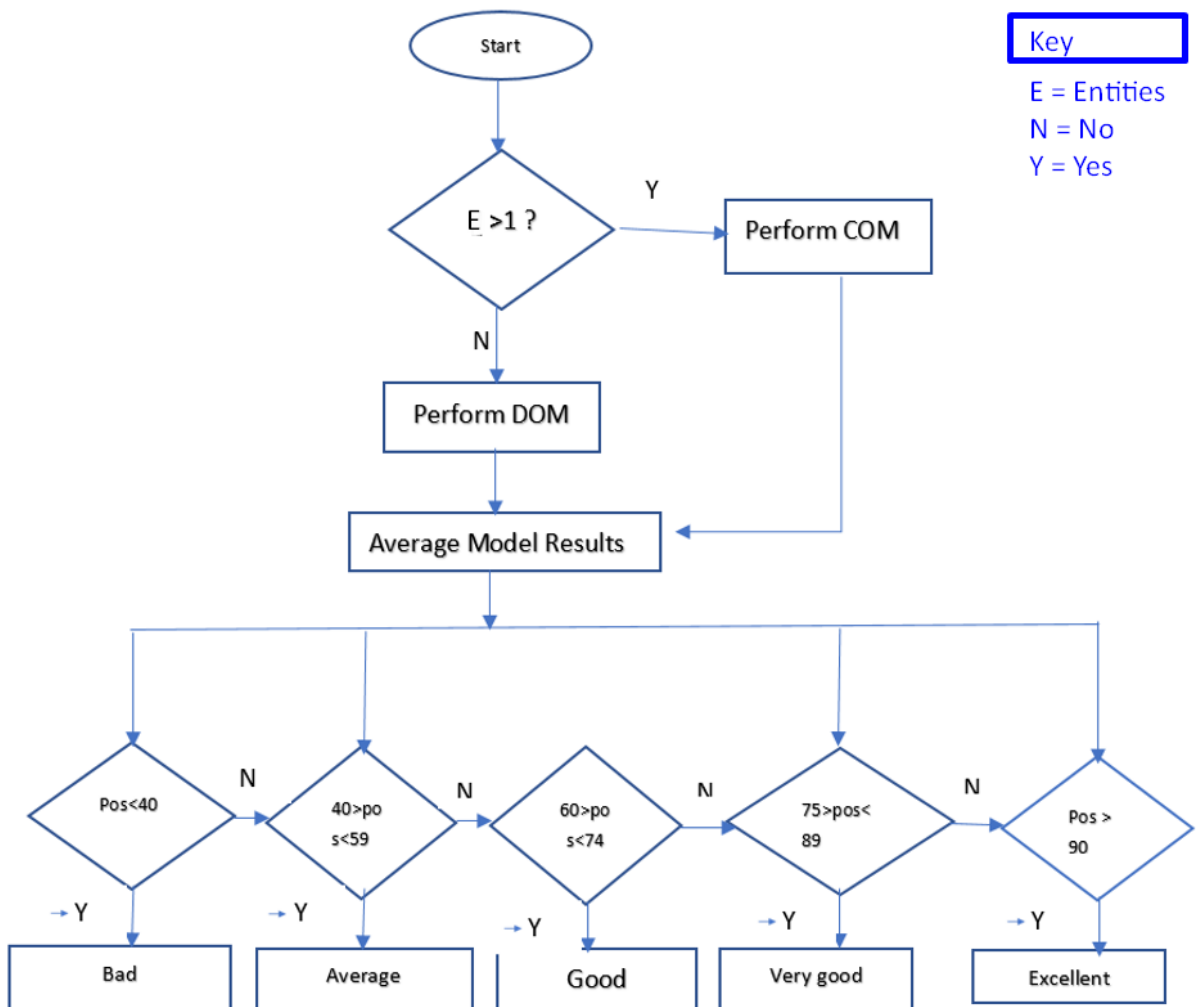 Start
Key
E = Entities
N = No
Y = Yes
E >1 ?
Y
Perform COM
N
Perform DOM
Average Model Results
Pos<40
N
40>po
s<59
N
60>po
s<74
N
75>pos<
89
N
Pos >
90
Y
Y
Y
Y
Y
Bad
Average
Good
Very good
Excellent